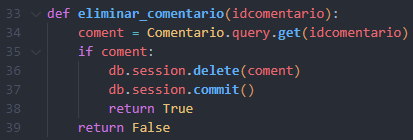 33 def eliminar_comentario(idcomentario):
34     coment = Comentario.query.get(idcomentario)
35     if coment:
36         db.session.delete(coment)
37         db.session.commit()
38         return True
39     return False